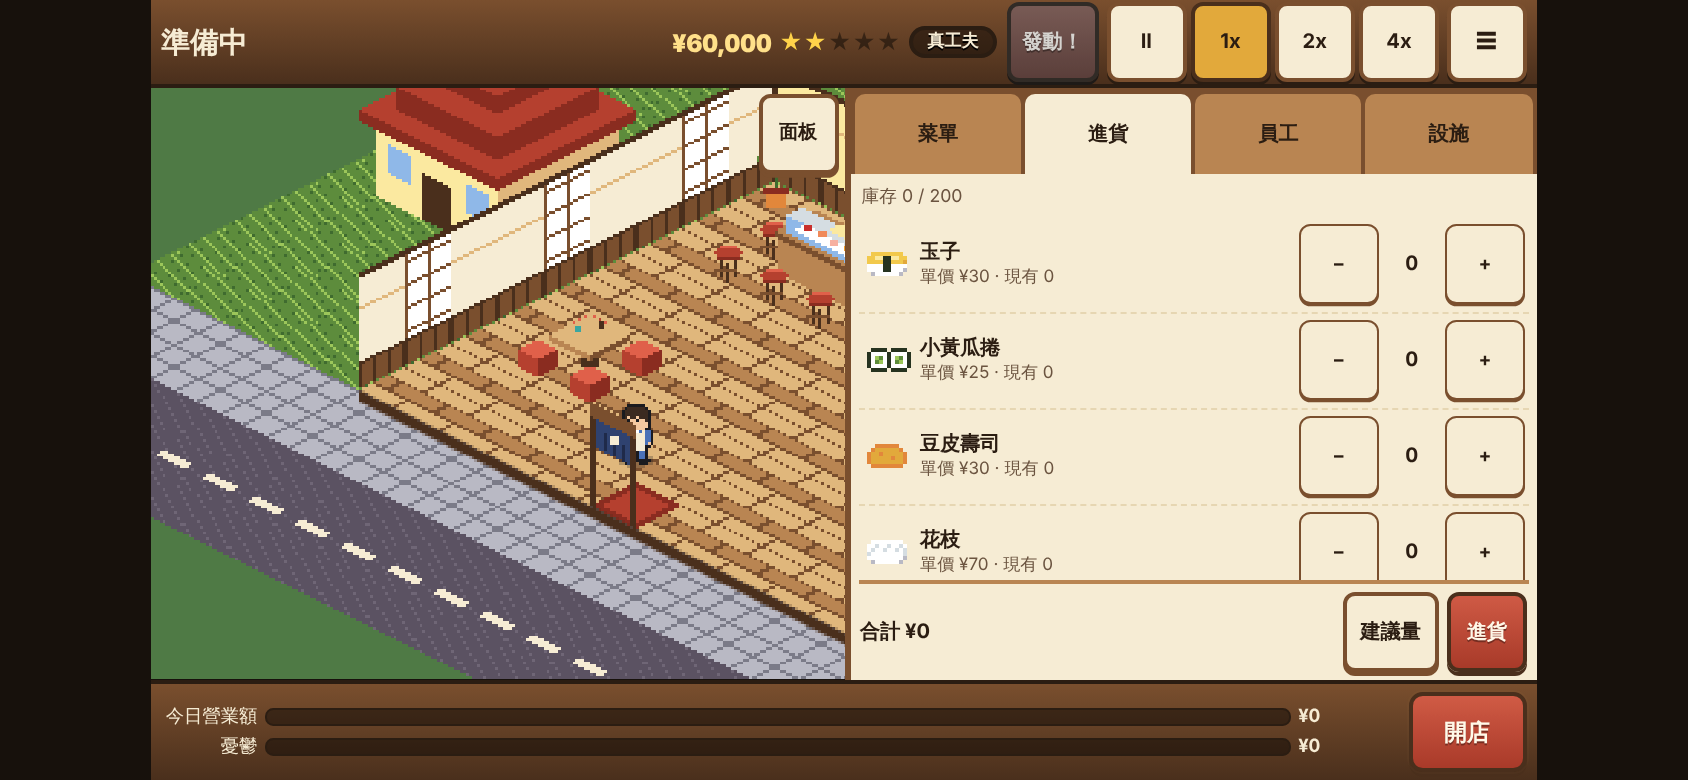 準備中
¥60,000 ★★★★★ 真工夫 發動！ II 1x 2x 4x ☰
面板
菜單 進貨 員工 設施
庫存 0 / 200
玉子
單價 ¥30 · 現有 0
− 0 +
小黃瓜捲
單價 ¥25 · 現有 0
− 0 +
豆皮壽司
單價 ¥30 · 現有 0
− 0 +
花枝
單價 ¥70 · 現有 0
− 0 +
合計 ¥0 建議量 進貨
今日營業額 ¥0
憂鬱 ¥0
開店